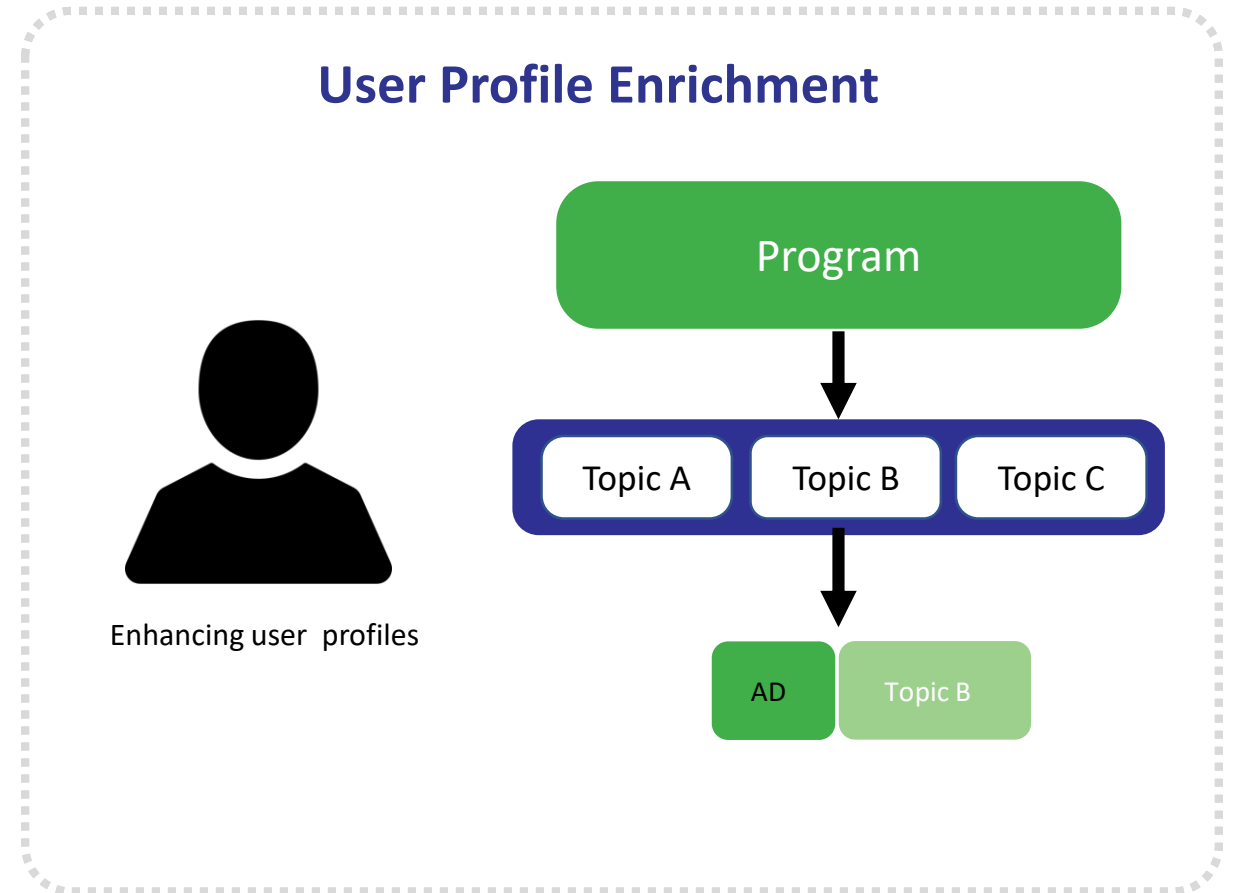 User Profile Enrichment
Program
Topic A
Topic B
Topic C
Enhancing user  profiles
AD
Topic B